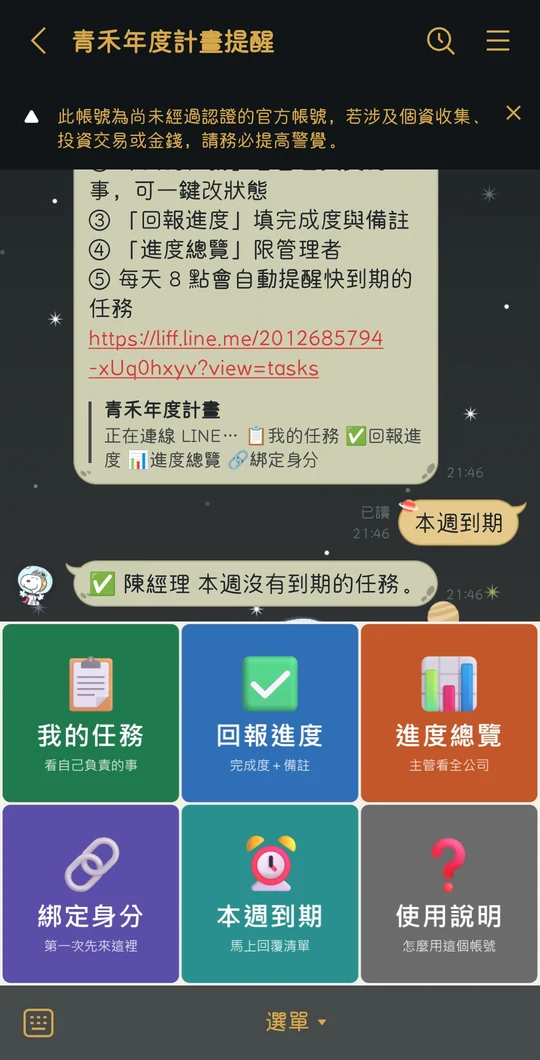 青禾年度計畫提醒
此帳號為尚未經過認證的官方帳號，若涉及個資收集、
投資交易或金錢，請務必提高警覺。
事，可一鍵改狀態
③ 「回報進度」填完成度與備註
④ 「進度總覽」限管理者
⑤ 每天 8 點會自動提醒快到期的
任務
https://liff.line.me/2012685794
-xUq0hxyv?view=tasks
青禾年度計畫
正在連線 LINE… 📋我的任務 ✅回報進
度 📊進度總覽 🔗綁定身分
21:46
已讀
21:46
本週到期
✅ 陳經理 本週沒有到期的任務。
21:46
我的任務
看自己負責的事
回報進度
完成度＋備註
進度總覽
主管看全公司
綁定身分
第一次先來這裡
本週到期
馬上回覆清單
使用說明
怎麼用這個帳號
選單